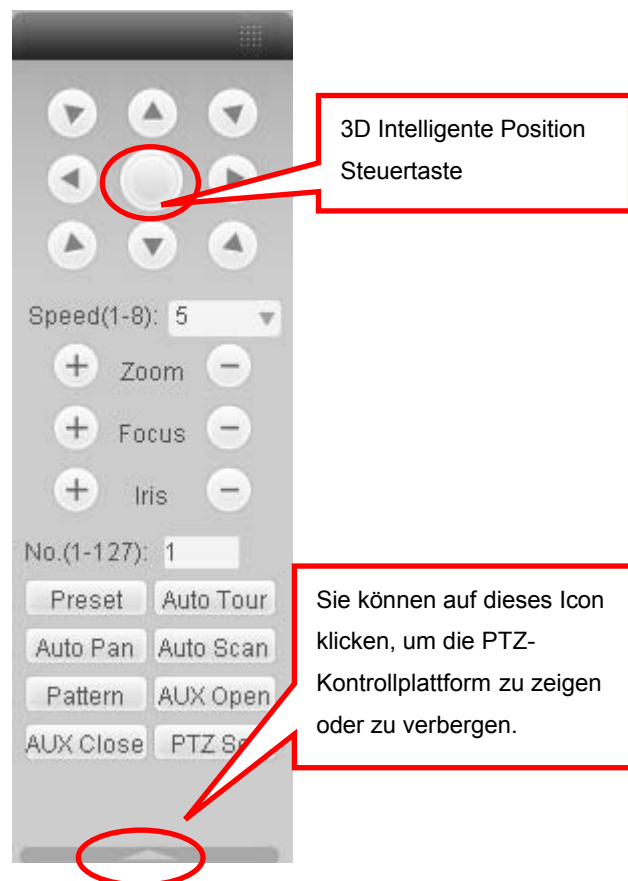 3D Intelligente Position
Steuertaste
Speed(1-8): 5
Zoom
Focus
Iris
No.(1-127): 1
Preset Auto Tour
Auto Pan Auto Scan
Pattern AUX Open
AUX Close PTZ
Sie können auf dieses Icon
klicken, um die PTZ-
Kontrollplattform zu zeigen
oder zu verbergen.